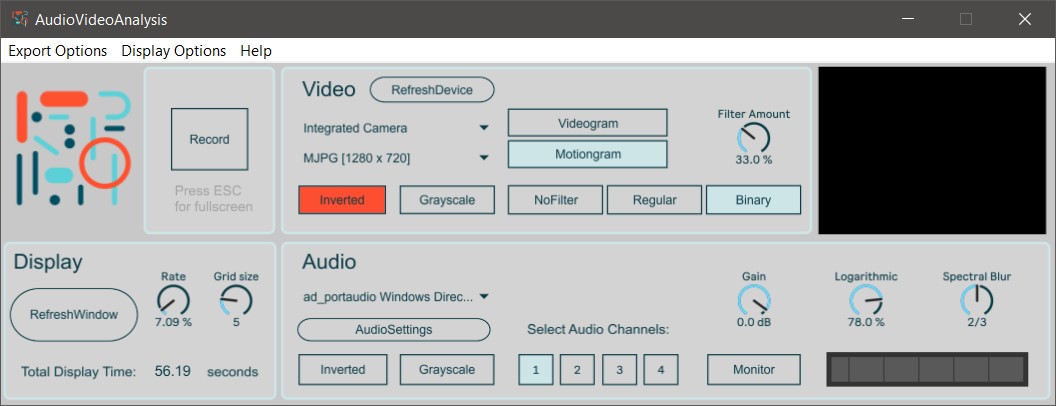 AudioVideoAnalysis
Export Options Display Options Help
Record
Press ESC
for fullscreen
Video
RefreshDevice
Integrated Camera
MJPG [1280 x 720]
Videogram
Motiongram
Filter Amount
33.0 %
Inverted
Grayscale
NoFilter
Regular
Binary
Display
Rate
7.09 %
Grid size
5
RefreshWindow
Total Display Time: 56.19 seconds
Audio
ad_portaudio Windows Direc...
AudioSettings
Inverted
Grayscale
Select Audio Channels:
1
2
3
4
Gain
0.0 dB
Logarithmic
78.0 %
Spectral Blur
2/3
Monitor